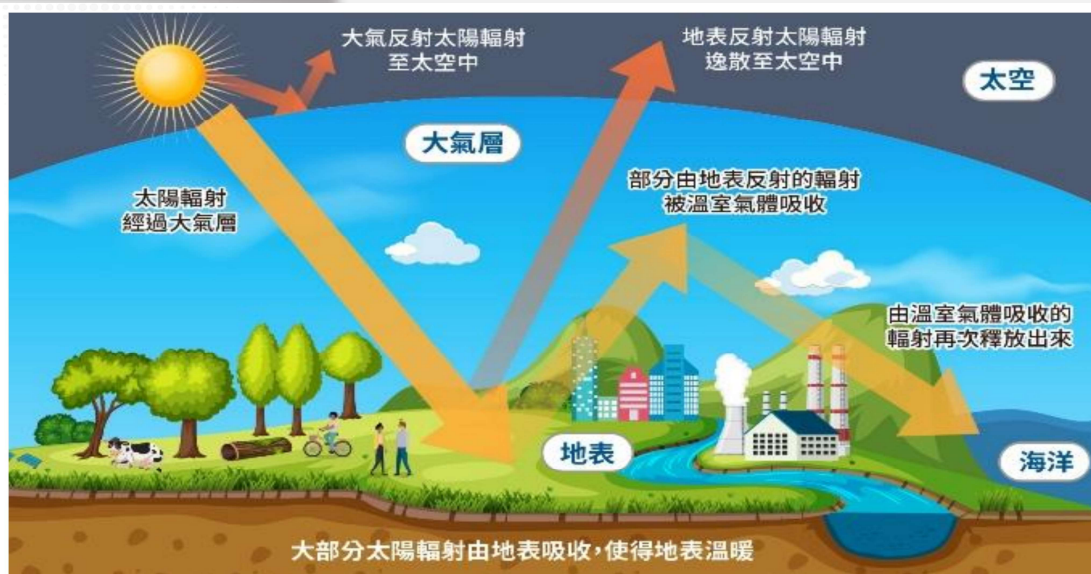 大氣反射太陽輻射
至太空中
地表反射太陽輻射
逸散至太空中
太空
大氣層
太陽輻射
經過大氣層
部分由地表反射的輻射
被溫室氣體吸收
由溫室氣體吸收的
輻射再次釋放出來
地表
海洋
大部分太陽輻射由地表吸收,使得地表溫暖